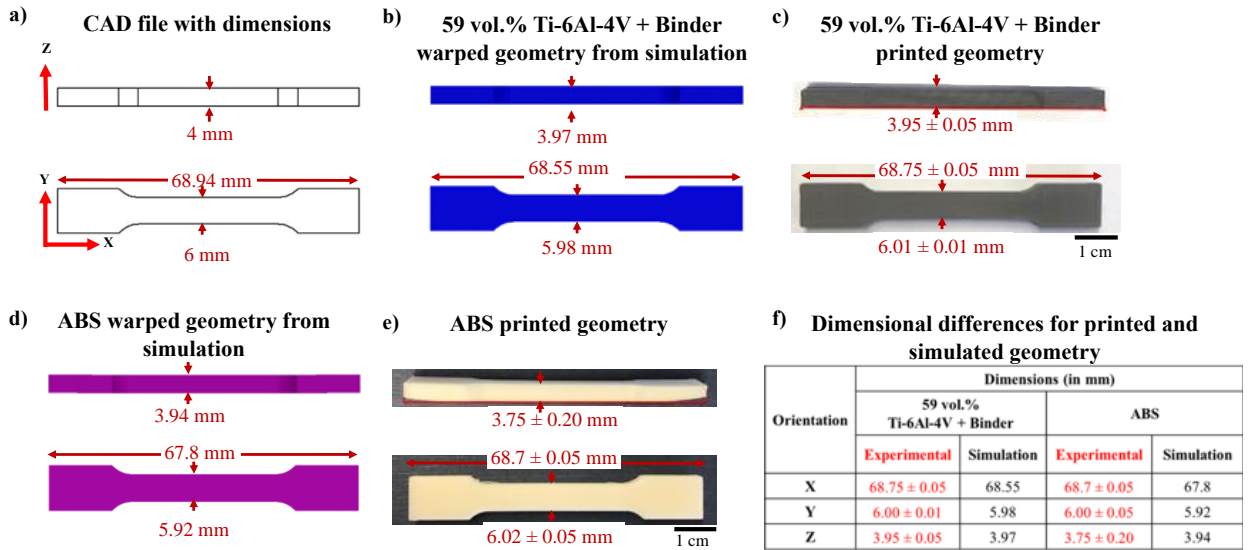 a) CAD file with dimensions
Z
4 mm
Y
68.94 mm
X
6 mm
b) 59 vol.% Ti-6Al-4V + Binder
warped geometry from simulation
3.97 mm
68.55 mm
5.98 mm
c) 59 vol.% Ti-6Al-4V + Binder
printed geometry
3.95 ± 0.05 mm
68.75 ± 0.05 mm
6.01 ± 0.01 mm
1 cm
d) ABS warped geometry from
simulation
3.94 mm
67.8 mm
5.92 mm
e) ABS printed geometry
3.75 ± 0.20 mm
68.7 ± 0.05 mm
6.02 ± 0.05 mm
1 cm
f) Dimensional differences for printed and
simulated geometry
Orientation
Dimensions (in mm)
59 vol.%
Ti-6Al-4V + Binder
ABS
Experimental Simulation Experimental Simulation
X 68.75 ± 0.05 68.55 68.7 ± 0.05 67.8
Y 6.00 ± 0.01 5.98 6.00 ± 0.05 5.92
Z 3.95 ± 0.05 3.97 3.75 ± 0.20 3.94